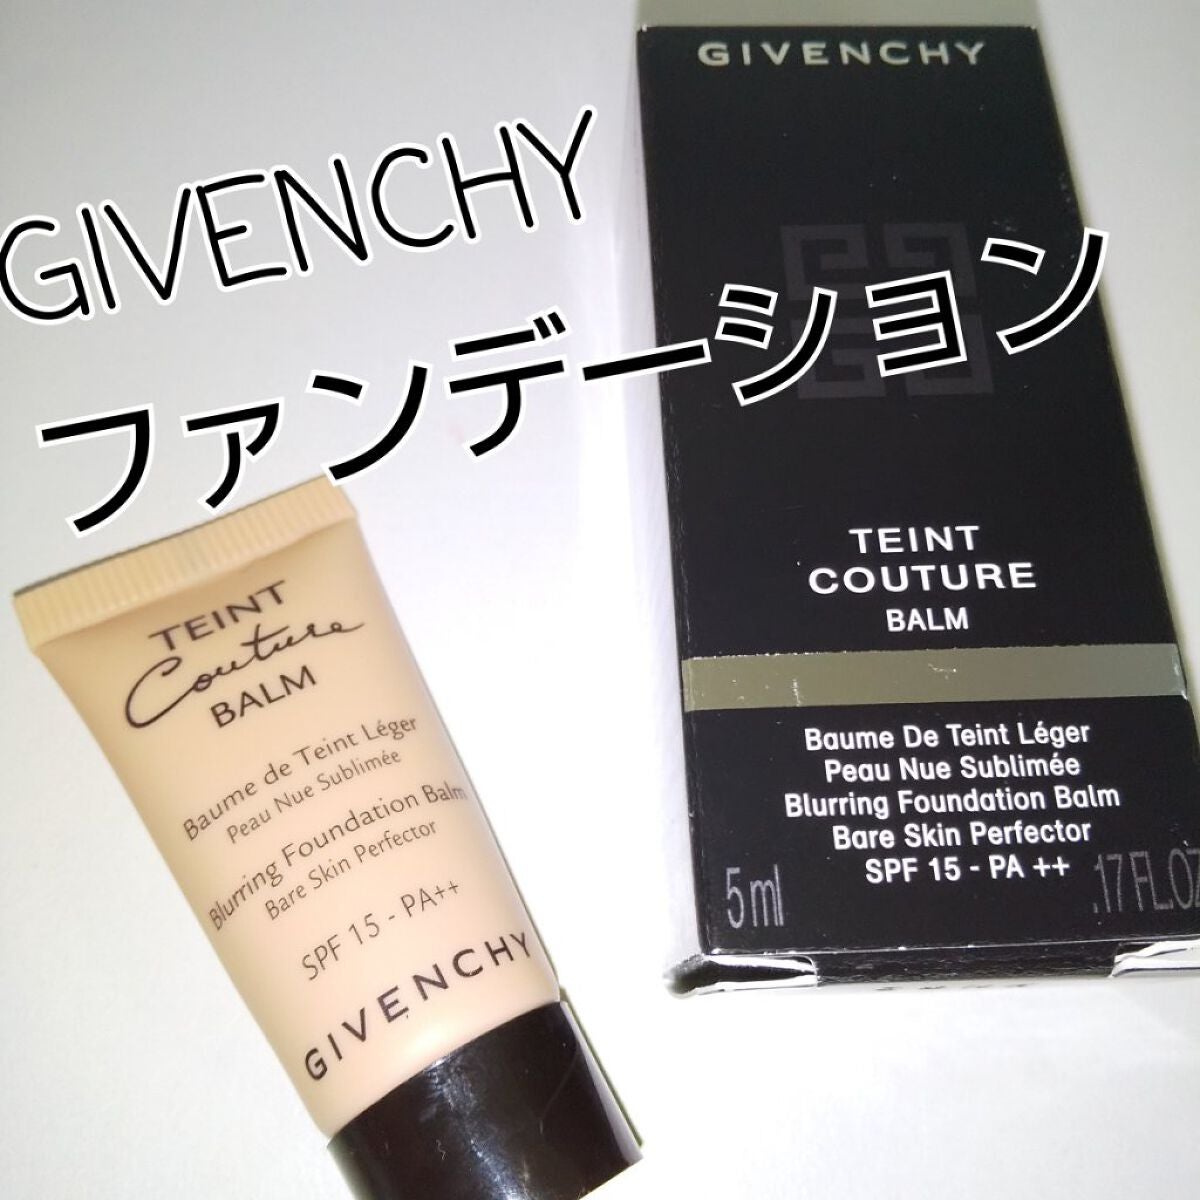 GIVENCHY
ファンデーション
GIVENCHY
TEINT
COUTURE
BALM
Baume De Teint Léger
Peau Nue Sublimée
Blurring Foundation Balm
Bare Skin Perfector
SPF 15 - PA ++
5 ml .17 FL.OZ
TEINT
Couture
BALM
Baume de Teint Léger
Peau Nue Sublimée
Blurring Foundation Balm
Bare Skin Perfector
SPF 15 - PA++
GIVENCHY